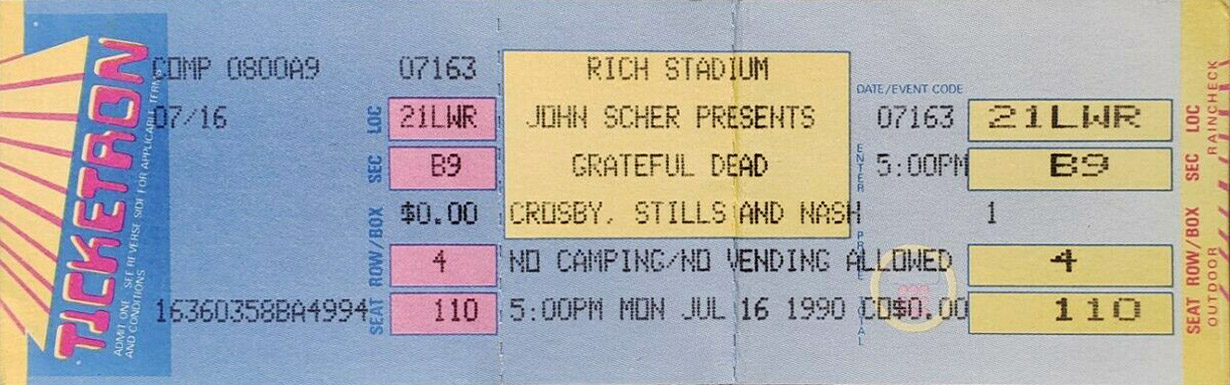 TICKETRON
ADMIT ONE SEE REVERSE SIDE FOR APPLICABLE TERMS
AND CONDITIONS
COMP 0800A9 07163 RICH STADIUM
DATE/EVENT CODE
07/16 LOC 21LWR JOHN SCHER PRESENTS 07163 21LWR LOC
SEC B9 GRATEFUL DEAD 5:00PM B9 SEC
$0.00 CROSBY, STILLS AND NASH 1
ROW/BOX 4 NO CAMPING/NO VENDING ALLOWED 4 ROW/BOX
16360358BA4994 SEAT 110 5:00PM MON JUL 16 1990 CO$0.00 110 SEAT
ENTER
OUTDOOR RAINCHECK